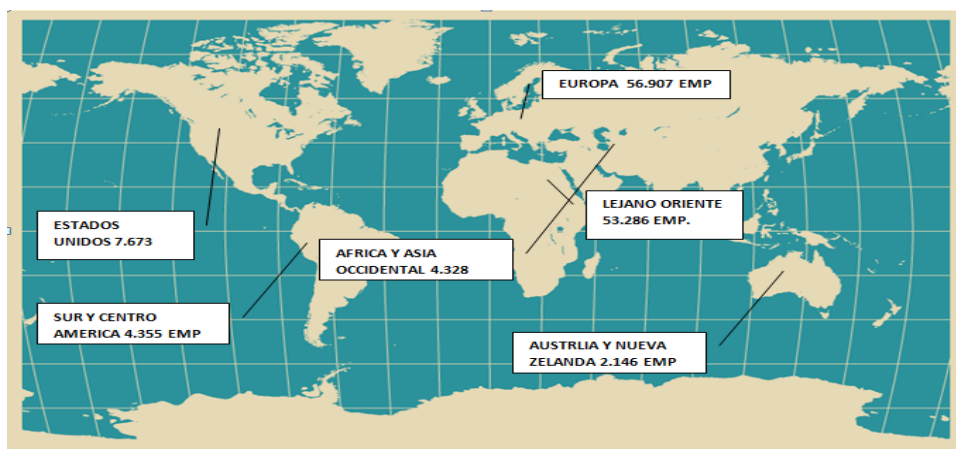 EUROPA 56.907 EMP
LEJANO ORIENTE
53.286 EMP.
ESTADOS
UNIDOS 7.673
AFRICA Y ASIA
OCCIDENTAL 4.328
SUR Y CENTRO
AMERICA 4.355 EMP
AUSTRLIA Y NUEVA
ZELANDA 2.146 EMP